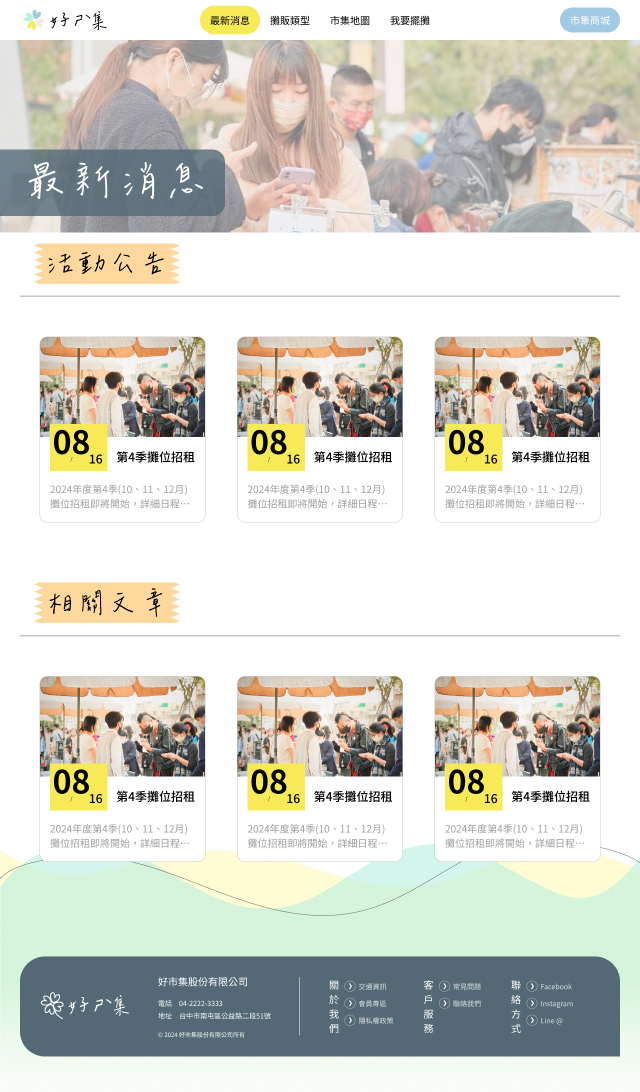 好ㄕ集
最新消息
攤販類型
市集地圖
我要擺攤
市集商城
最新消息
活動公告
08
/
16
第4季攤位招租
2024年度第4季(10、11、12月)
攤位招租即將開始，詳細日程…
08
/
16
第4季攤位招租
2024年度第4季(10、11、12月)
攤位招租即將開始，詳細日程…
08
/
16
第4季攤位招租
2024年度第4季(10、11、12月)
攤位招租即將開始，詳細日程…
相關文章
08
/
16
第4季攤位招租
2024年度第4季(10、11、12月)
攤位招租即將開始，詳細日程…
08
/
16
第4季攤位招租
2024年度第4季(10、11、12月)
攤位招租即將開始，詳細日程…
08
/
16
第4季攤位招租
2024年度第4季(10、11、12月)
攤位招租即將開始，詳細日程…
好ㄕ集
好市集股份有限公司
電話 04-2222-3333
地址 台中市南屯區公益路二段51號
© 2024 好市集股份有限公司所有
關於我們
交通資訊
會員專區
隱私權政策
客戶服務
常見問題
聯絡我們
聯絡方式
Facebook
Instagram
Line @